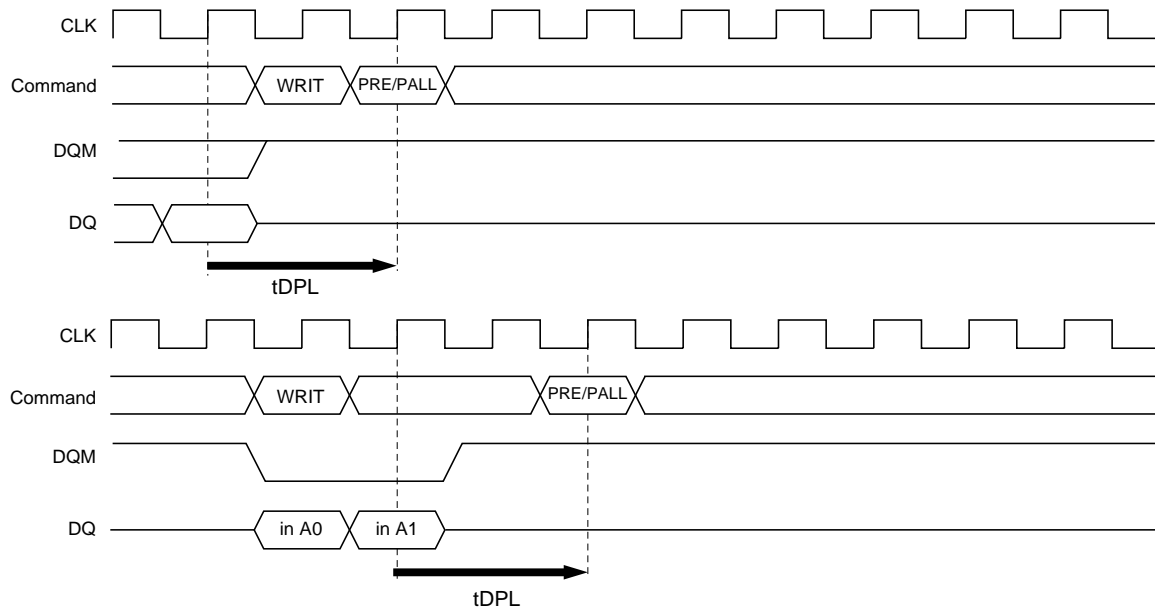 CLK
Command WRIT PRE/PALL
DQM
DQ
tDPL
CLK
Command WRIT PRE/PALL
DQM
DQ in A0 in A1
tDPL